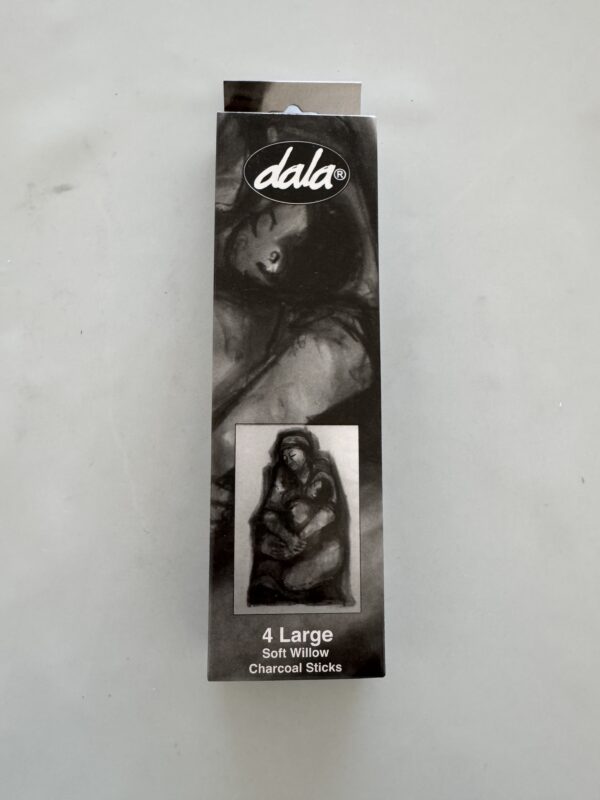 dala®
4 Large
Soft Willow
Charcoal Sticks